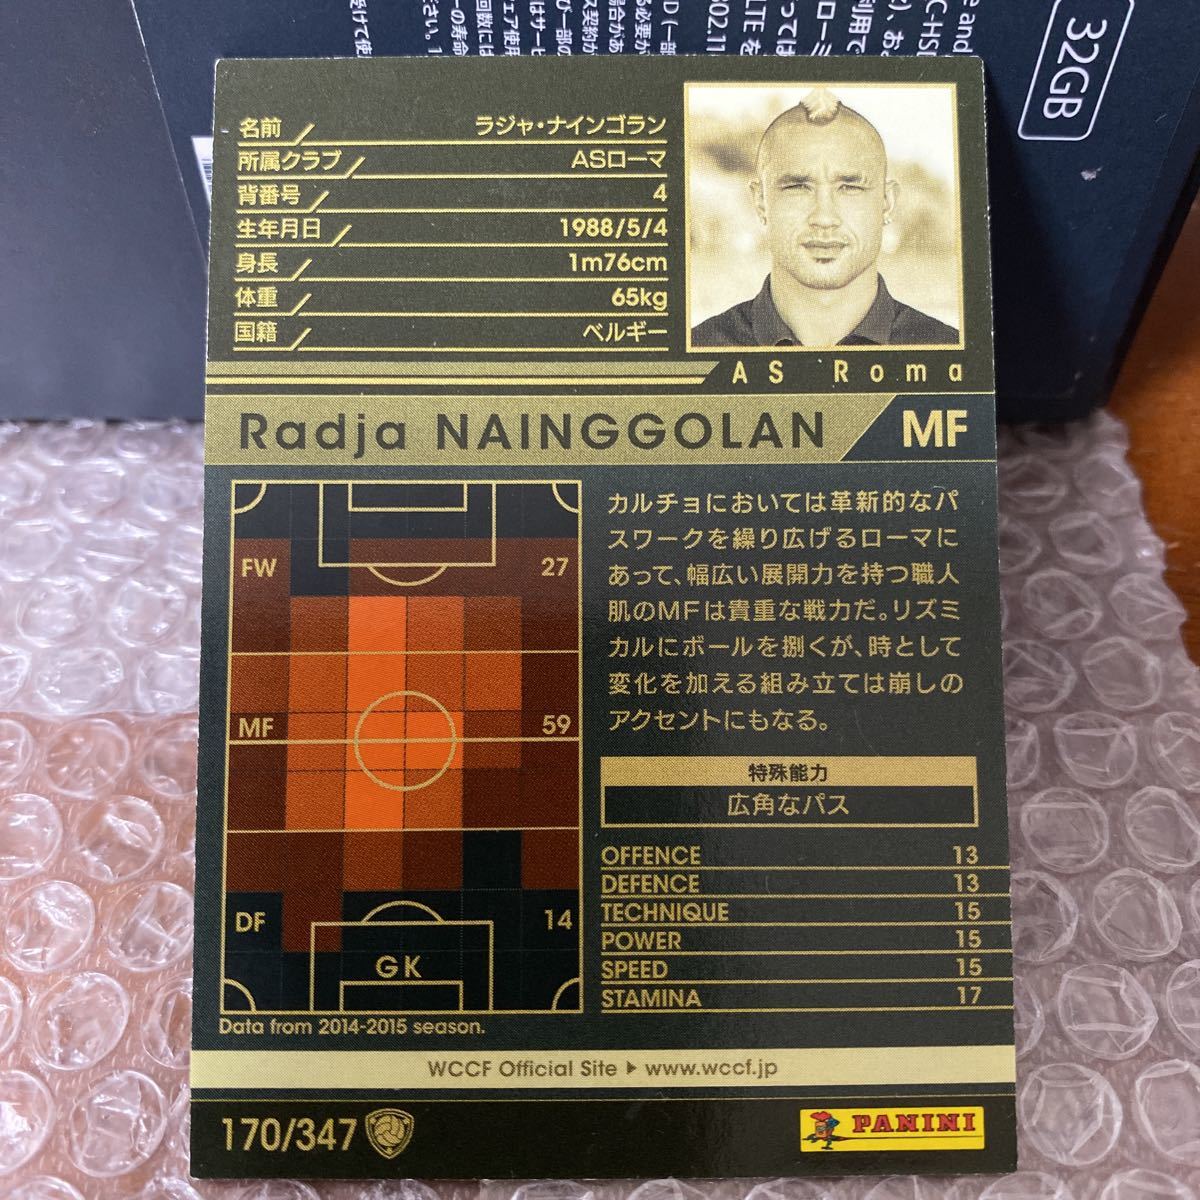 32GB
名前 ラジャ・ナインゴラン
所属クラブ ASローマ
背番号 4
生年月日 1988/5/4
身長 1m76cm
体重 65kg
国籍 ベルギー
AS Roma
Radja NAINGGOLAN MF
FW 27
MF 59
DF 14
GK
Data from 2014-2015 season.
カルチョにおいては革新的なパ
スワークを繰り広げるローマに
あって、幅広い展開力を持つ職人
肌のMFは貴重な戦力だ。リズミ
カルにボールを捌くが、時として
変化を加える組み立ては崩しの
アクセントにもなる。
特殊能力
広角なパス
OFFENCE 13
DEFENCE 13
TECHNIQUE 15
POWER 15
SPEED 15
STAMINA 17
WCCF Official Site ▶ www.wccf.jp
170/347
PANINI